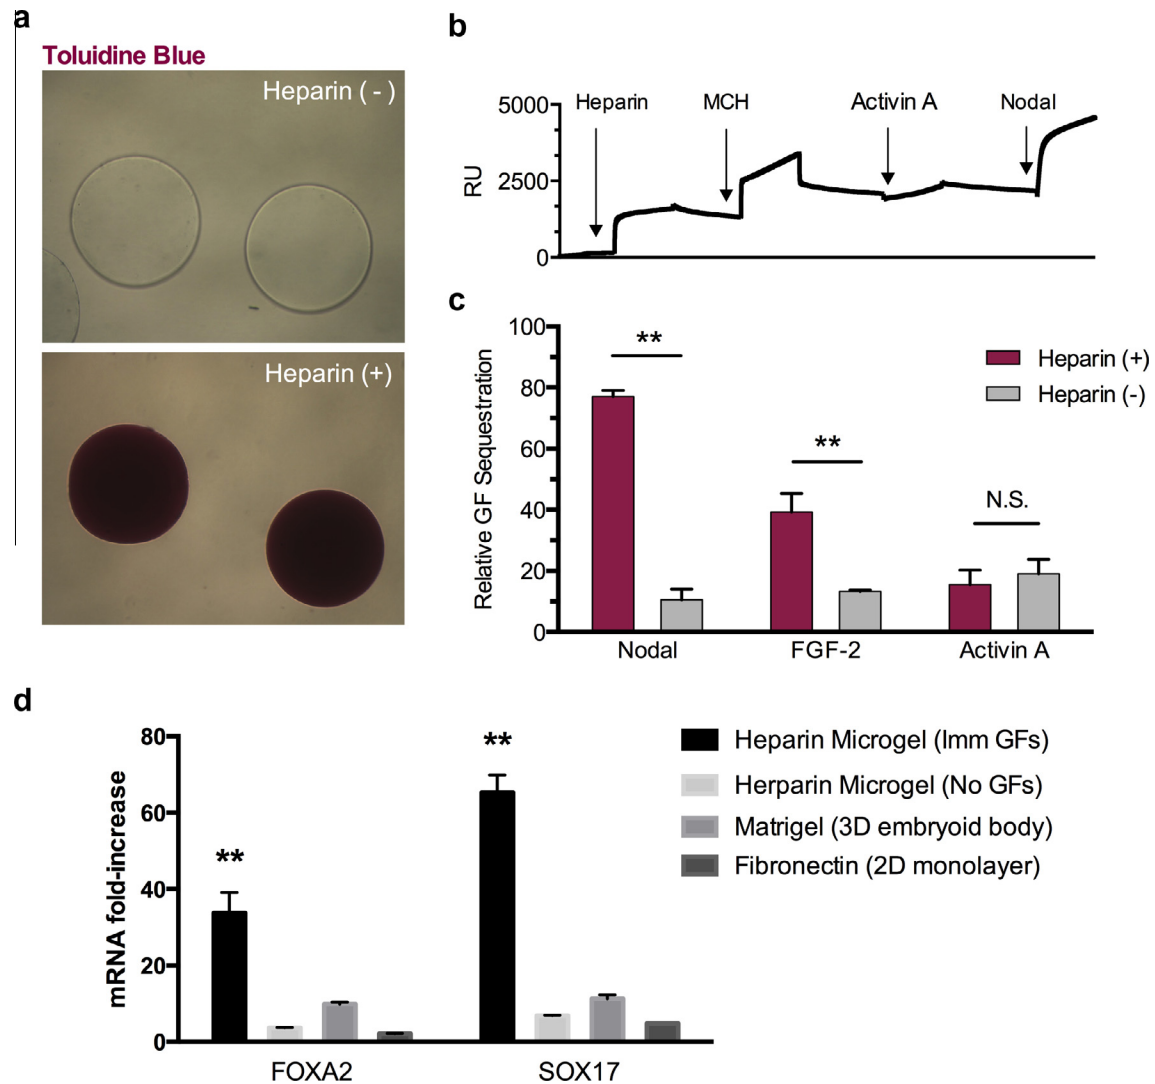 a
Toluidine Blue
Heparin ( - )
Heparin (+)
b
5000
2500
0
RU
Heparin
MCH
Activin A
Nodal
c
100
80
60
40
20
0
Relative GF Sequestration
**
**
N.S.
Heparin (+)
Heparin (-)
Nodal
FGF-2
Activin A
d
80
60
40
20
0
mRNA fold-increase
**
**
FOXA2
SOX17
Heparin Microgel (Imm GFs)
Herparin Microgel (No GFs)
Matrigel (3D embryoid body)
Fibronectin (2D monolayer)